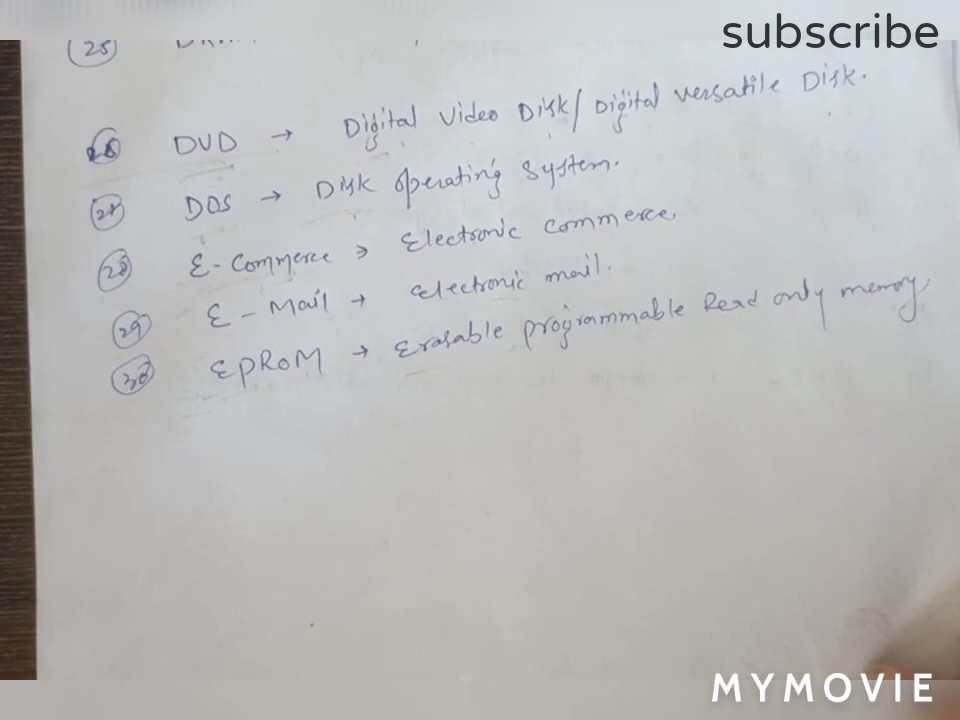 subscribe
(25)
(26) DVD → Digital Video Disk/Digital versatile Disk.
(27) DOS → Disk operating System.
(28) E-Commerce → Electronic commerce
(29) E-Mail → electronic mail.
(30) EPROM → Erasable programmable Read only memory,
MYMOVIE